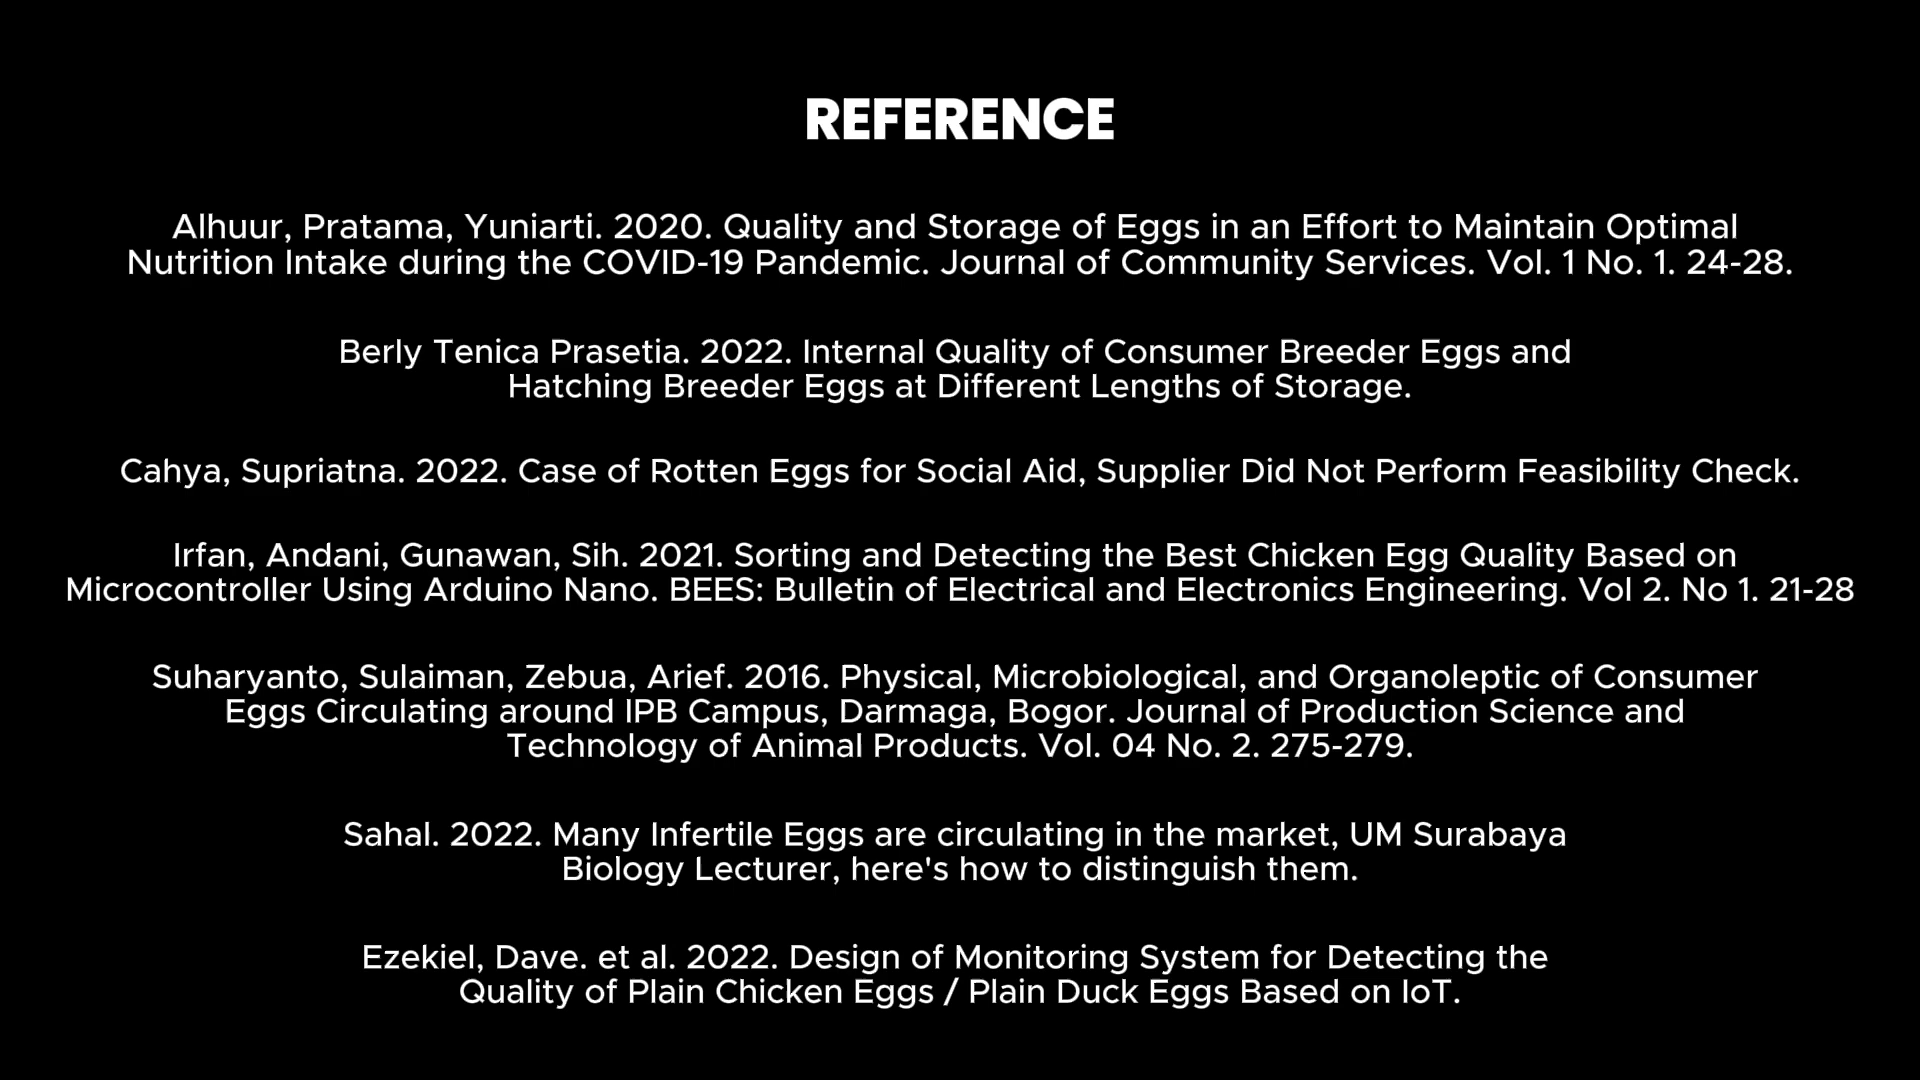 REFERENCE
Alhuur, Pratama, Yuniarti. 2020. Quality and Storage of Eggs in an Effort to Maintain Optimal
Nutrition Intake during the COVID-19 Pandemic. Journal of Community Services. Vol. 1 No. 1. 24-28.
Berly Tenica Prasetia. 2022. Internal Quality of Consumer Breeder Eggs and
Hatching Breeder Eggs at Different Lengths of Storage.
Cahya, Supriatna. 2022. Case of Rotten Eggs for Social Aid, Supplier Did Not Perform Feasibility Check.
Irfan, Andani, Gunawan, Sih. 2021. Sorting and Detecting the Best Chicken Egg Quality Based on
Microcontroller Using Arduino Nano. BEES: Bulletin of Electrical and Electronics Engineering. Vol 2. No 1. 21-28
Suharyanto, Sulaiman, Zebua, Arief. 2016. Physical, Microbiological, and Organoleptic of Consumer
Eggs Circulating around IPB Campus, Darmaga, Bogor. Journal of Production Science and
Technology of Animal Products. Vol. 04 No. 2. 275-279.
Sahal. 2022. Many Infertile Eggs are circulating in the market, UM Surabaya
Biology Lecturer, here's how to distinguish them.
Ezekiel, Dave. et al. 2022. Design of Monitoring System for Detecting the
Quality of Plain Chicken Eggs / Plain Duck Eggs Based on IoT.